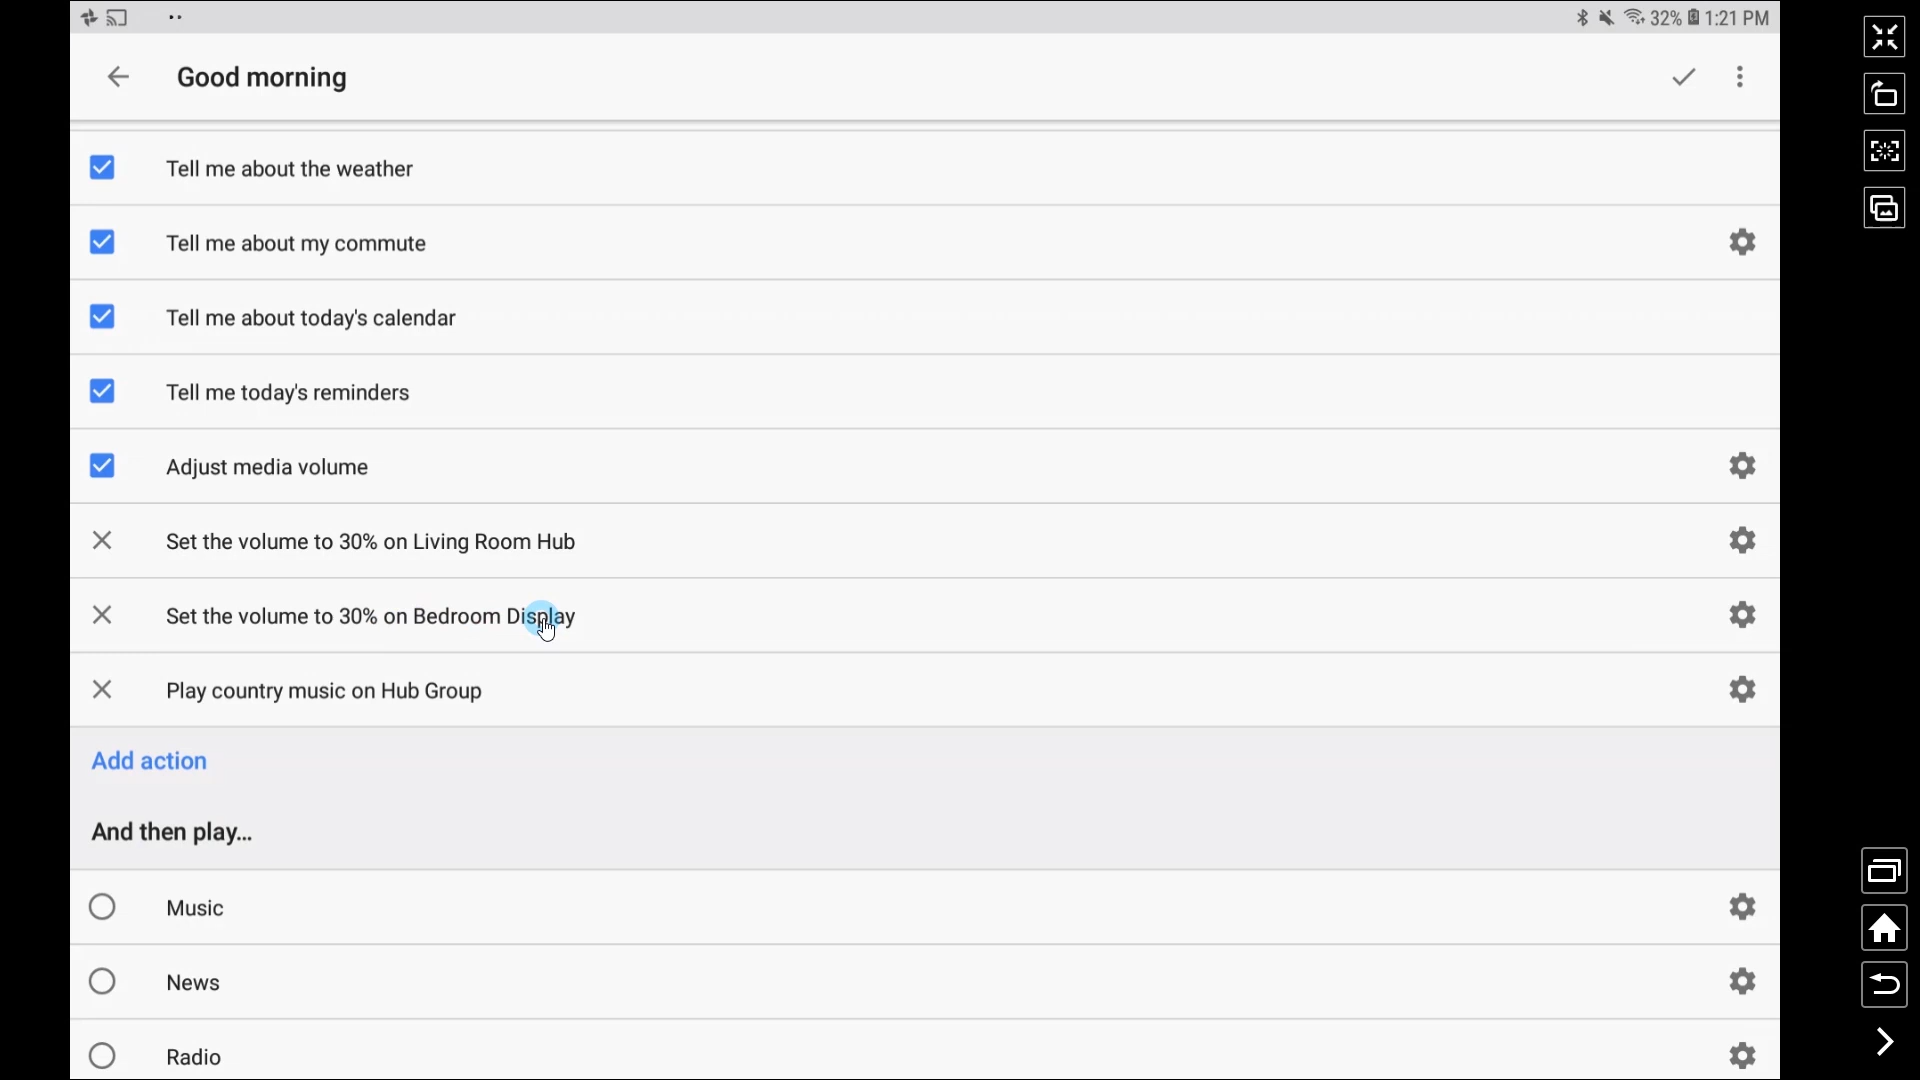 32% 1:21 PM
Good morning
Tell me about the weather
Tell me about my commute
Tell me about today's calendar
Tell me today's reminders
Adjust media volume
Set the volume to 30% on Living Room Hub
Set the volume to 30% on Bedroom Display
Play country music on Hub Group
Add action
And then play...
Music
News
Radio